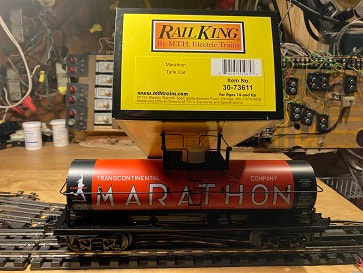 RAILKING
By M.T.H. Electric Trains
Marathon
Tank Car
Item No.
30-73611
www.mthtrains.com
For Ages 14 and Up
TRANSCONTINENTAL COMPANY
MARATHON